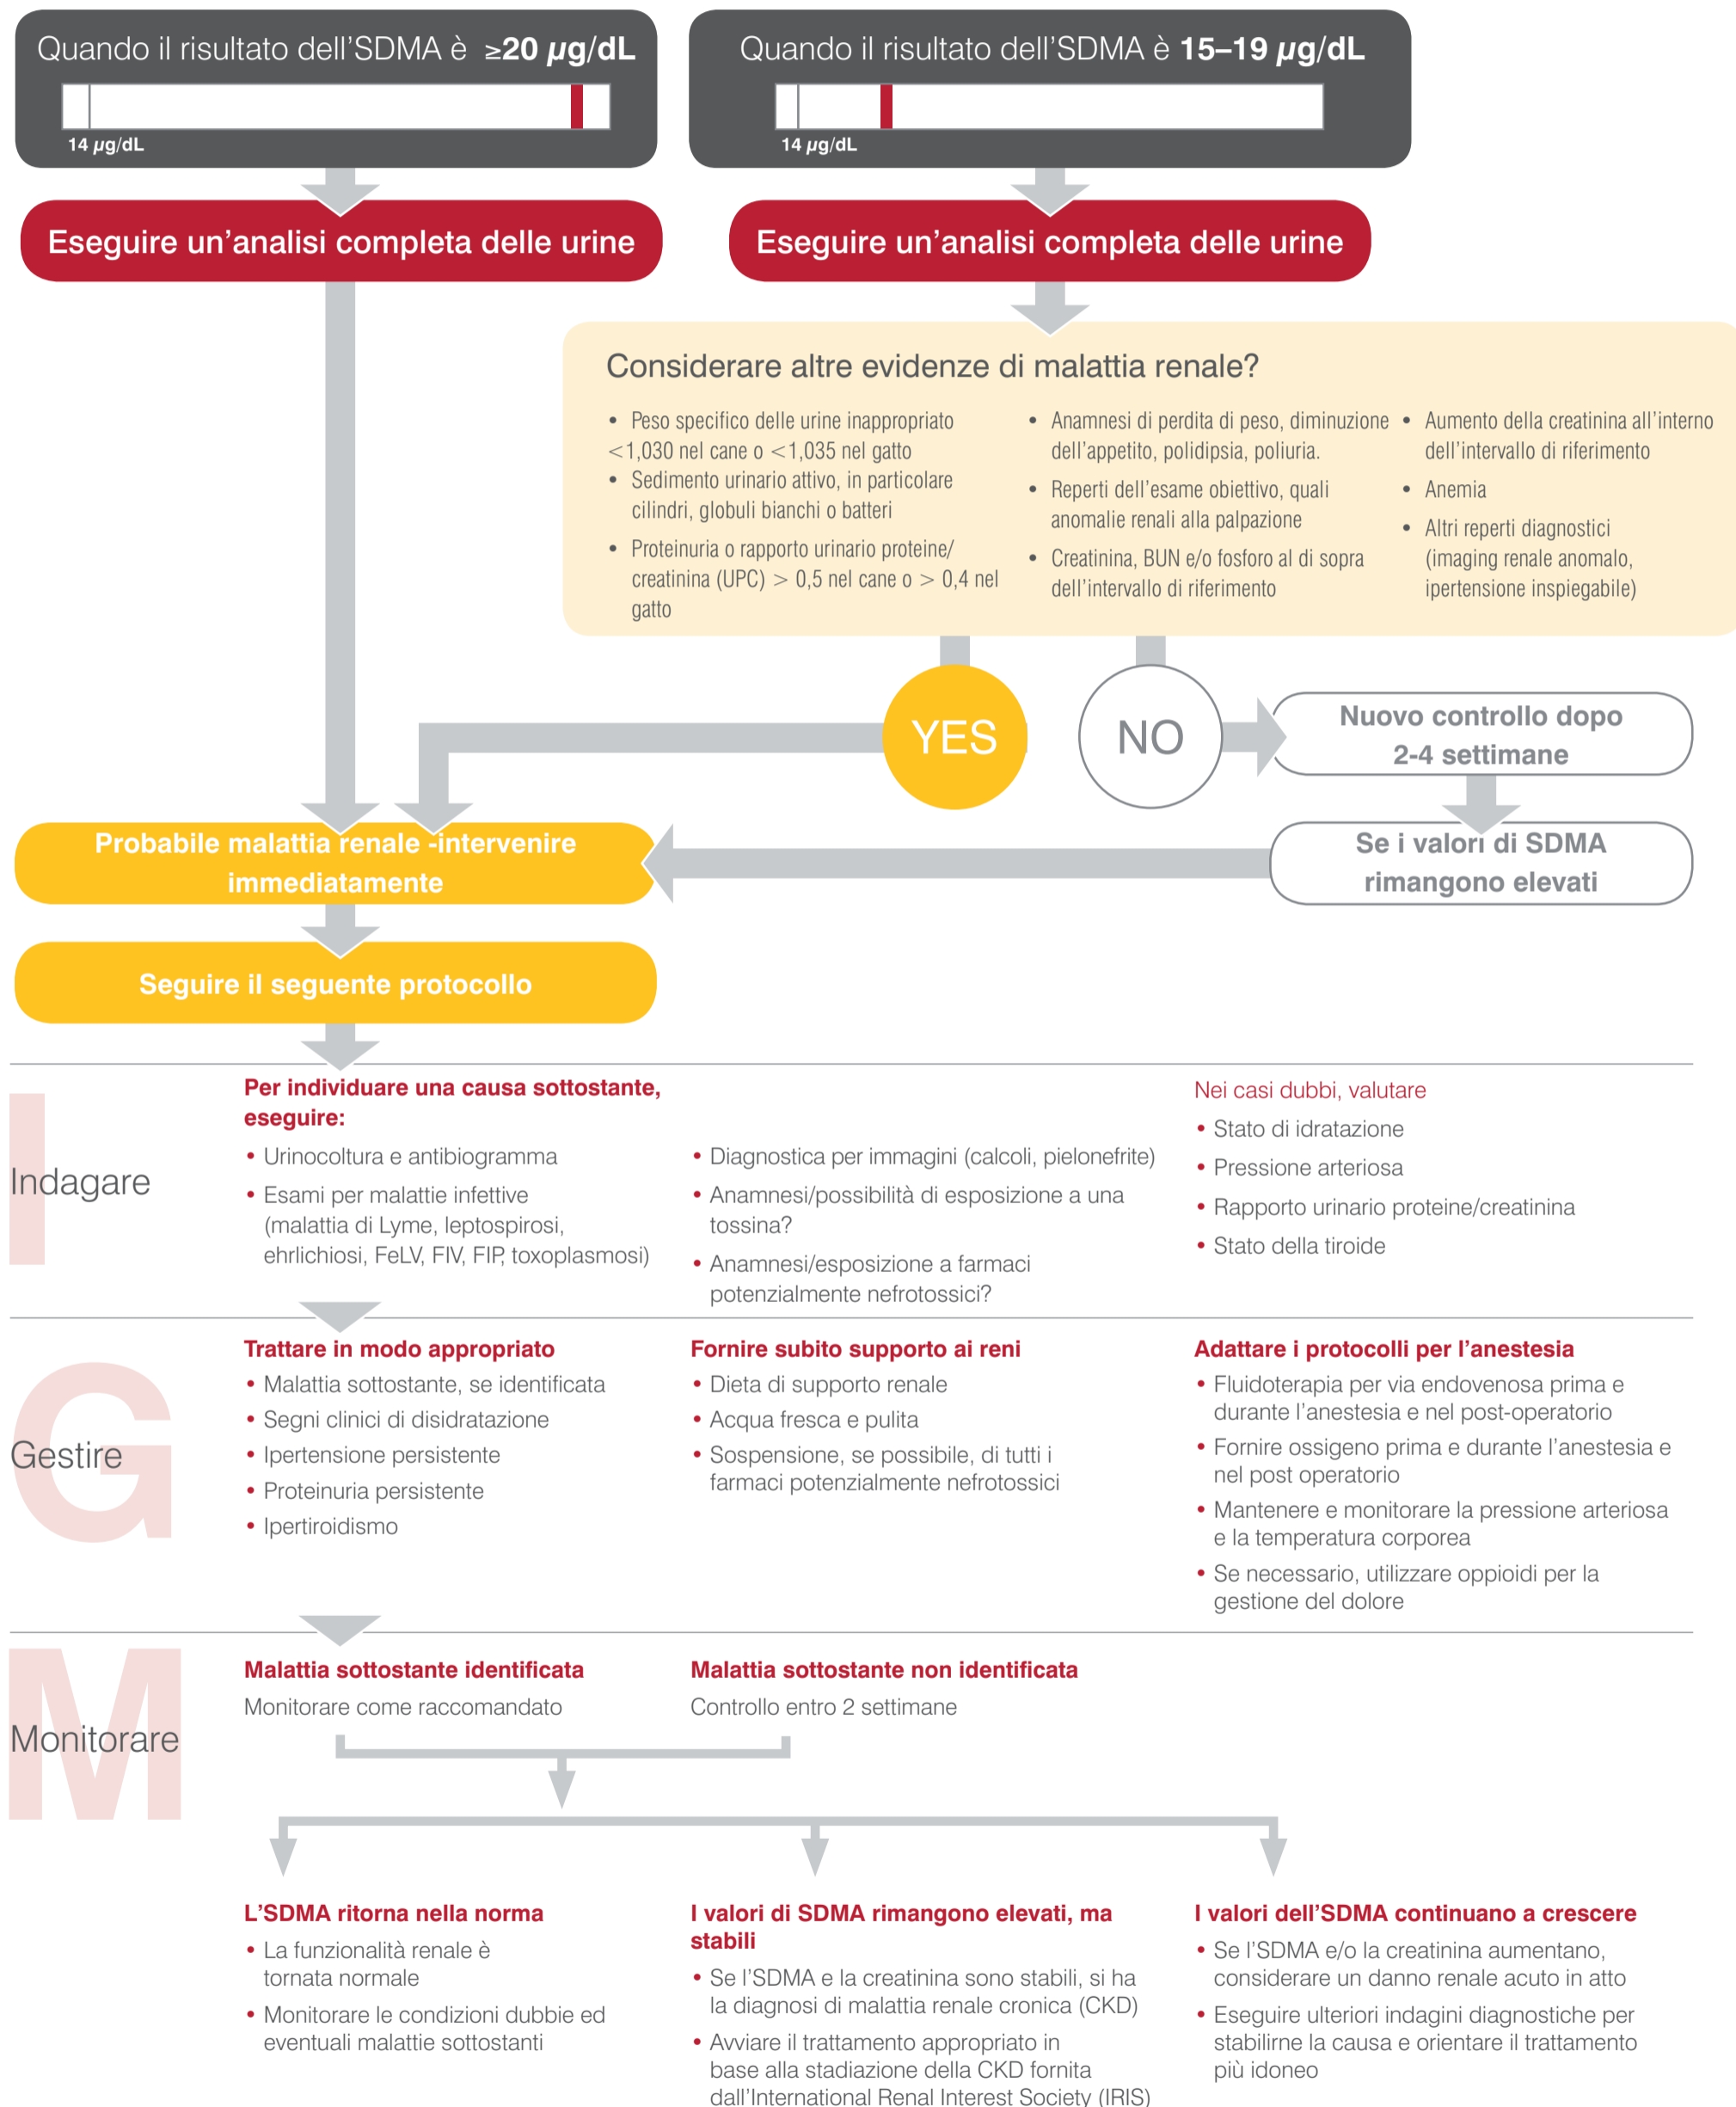 Quando il risultato dell'SDMA è ≥20 µg/dL
14 µg/dL
Quando il risultato dell'SDMA è 15–19 µg/dL
14 µg/dL
Eseguire un'analisi completa delle urine
Eseguire un'analisi completa delle urine
Considerare altre evidenze di malattia renale?
• Peso specifico delle urine inappropriato
<1,030 nel cane o <1,035 nel gatto
• Sedimento urinario attivo, in particolare
cilindri, globuli bianchi o batteri
• Proteinuria o rapporto urinario proteine/
creatinina (UPC) > 0,5 nel cane o > 0,4 nel
gatto
• Anamnesi di perdita di peso, diminuzione
dell'appetito, polidipsia, poliuria.
• Reperti dell'esame obiettivo, quali
anomalie renali alla palpazione
• Creatinina, BUN e/o fosforo al di sopra
dell'intervallo di riferimento
• Aumento della creatinina all'interno
dell'intervallo di riferimento
• Anemia
• Altri reperti diagnostici
(imaging renale anomalo,
ipertensione inspiegabile)
YES
NO
Nuovo controllo dopo
2-4 settimane
Se i valori di SDMA
rimangono elevati
Probabile malattia renale -intervenire
immediatamente
Seguire il seguente protocollo
I
Indagare
Per individuare una causa sottostante,
eseguire:
• Urinocoltura e antibiogramma
• Esami per malattie infettive
(malattia di Lyme, leptospirosi,
ehrlichiosi, FeLV, FIV, FIP, toxoplasmosi)
• Diagnostica per immagini (calcoli, pielonefrite)
• Anamnesi/possibilità di esposizione a una
tossina?
• Anamnesi/esposizione a farmaci
potenzialmente nefrotossici?
Nei casi dubbi, valutare
• Stato di idratazione
• Pressione arteriosa
• Rapporto urinario proteine/creatinina
• Stato della tiroide
G
Gestire
Trattare in modo appropriato
• Malattia sottostante, se identificata
• Segni clinici di disidratazione
• Ipertensione persistente
• Proteinuria persistente
• Ipertiroidismo
Fornire subito supporto ai reni
• Dieta di supporto renale
• Acqua fresca e pulita
• Sospensione, se possibile, di tutti i
farmaci potenzialmente nefrotossici
Adattare i protocolli per l'anestesia
• Fluidoterapia per via endovenosa prima e
durante l'anestesia e nel post-operatorio
• Fornire ossigeno prima e durante l'anestesia e
nel post operatorio
• Mantenere e monitorare la pressione arteriosa
e la temperatura corporea
• Se necessario, utilizzare oppioidi per la
gestione del dolore
M
Monitorare
Malattia sottostante identificata
Monitorare come raccomandato
Malattia sottostante non identificata
Controllo entro 2 settimane
L'SDMA ritorna nella norma
• La funzionalità renale è
tornata normale
• Monitorare le condizioni dubbie ed
eventuali malattie sottostanti
I valori di SDMA rimangono elevati, ma
stabili
• Se l'SDMA e la creatinina sono stabili, si ha
la diagnosi di malattia renale cronica (CKD)
• Avviare il trattamento appropriato in
base alla stadiazione della CKD fornita
dall'International Renal Interest Society (IRIS)
I valori dell'SDMA continuano a crescere
• Se l'SDMA e/o la creatinina aumentano,
considerare un danno renale acuto in atto
• Eseguire ulteriori indagini diagnostiche per
stabilirne la causa e orientare il trattamento
più idoneo